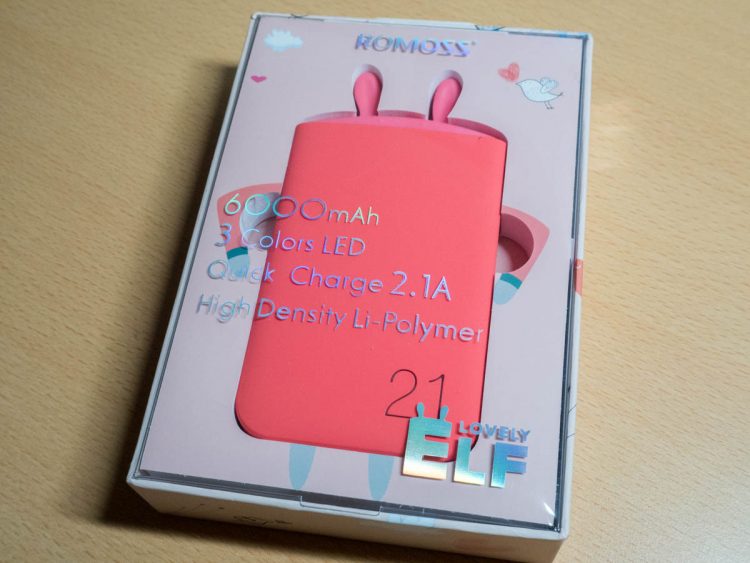 ROMOSS®
6000mAh
3 Colors LED
Quick Charge 2.1A
High Density Li-Polymer
21
LOVELY
ELF